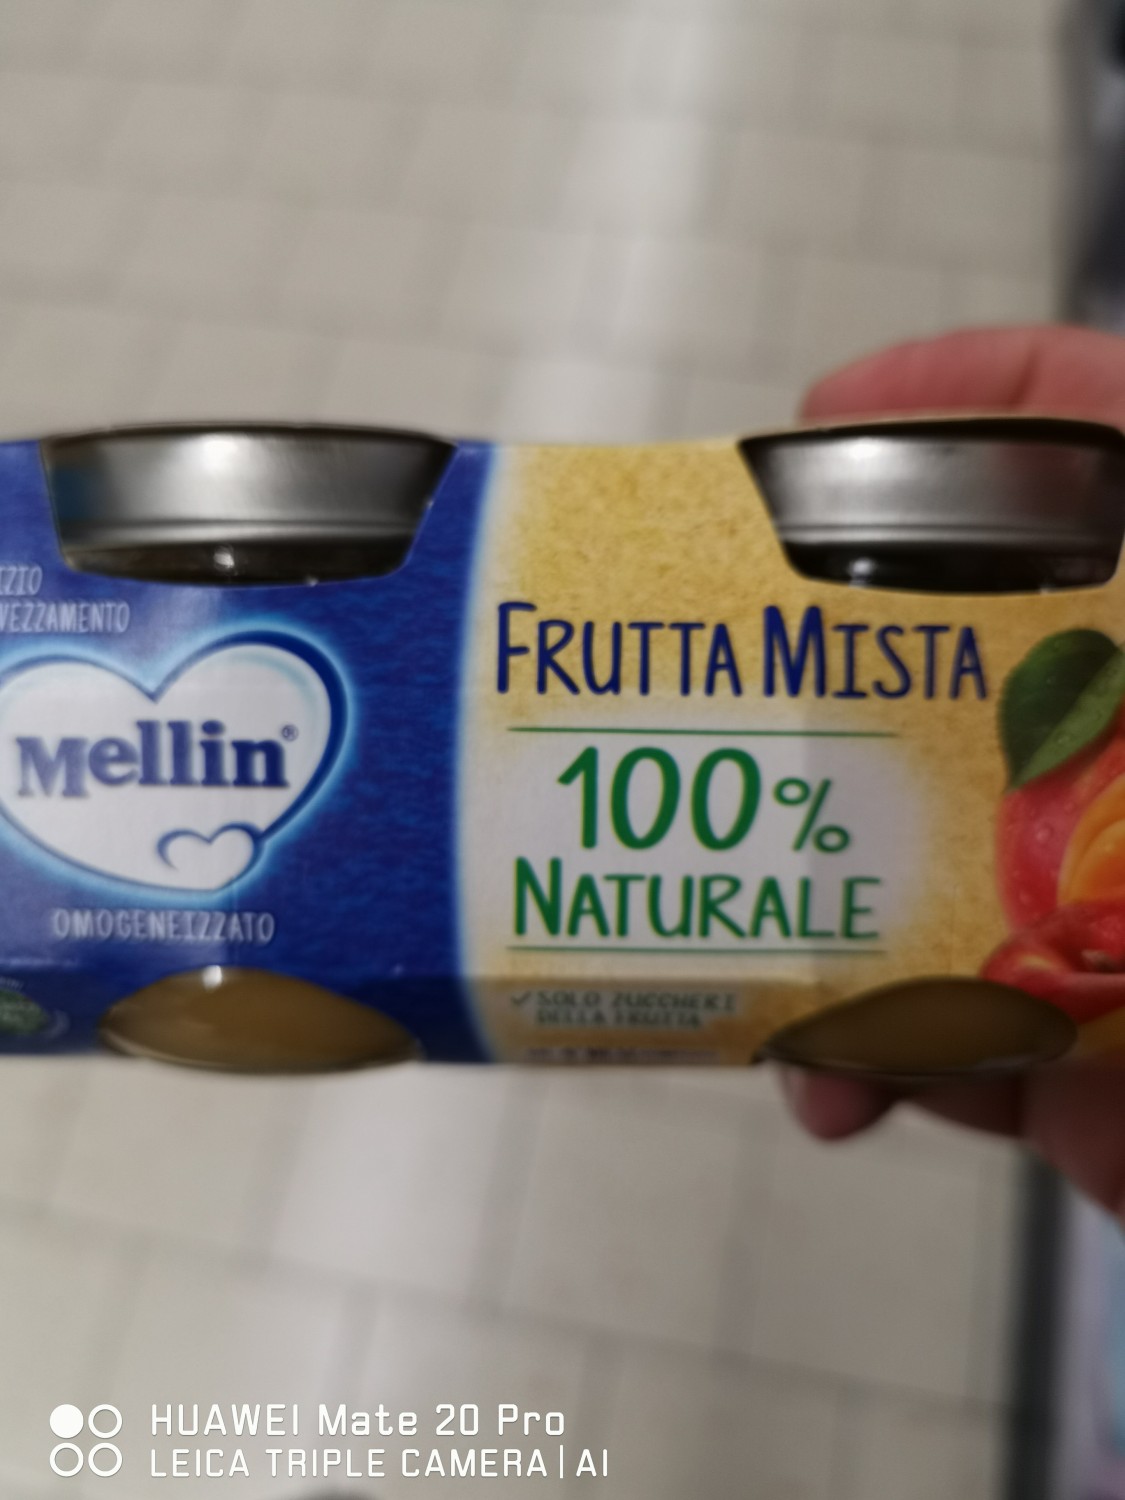 IZIO
VEZZAMENTO
Mellin®
OMOGENEIZZATO
FRUTTA MISTA
100%
NATURALE
✓ SOLO ZUCCHERI
DELLA FRUTTA
HUAWEI Mate 20 Pro
LEICA TRIPLE CAMERA | AI